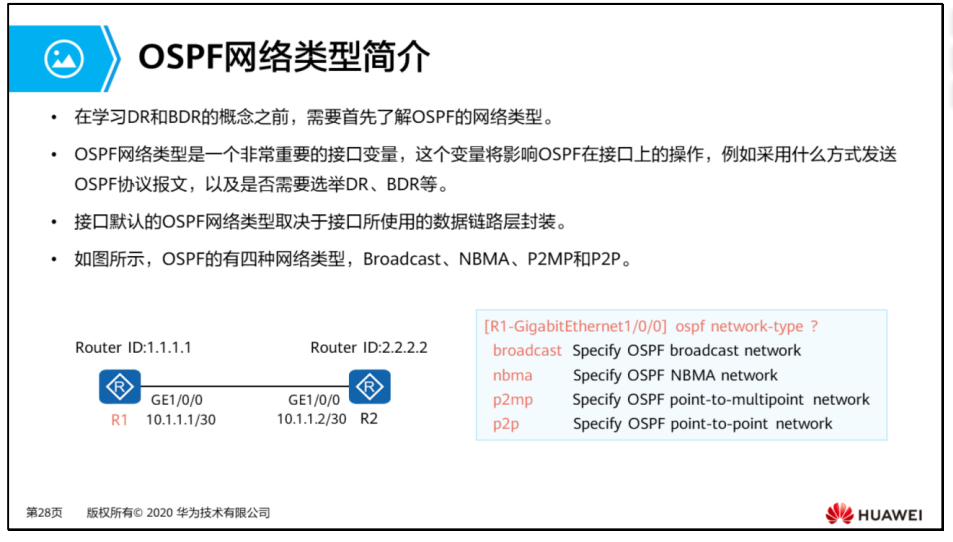 OSPF网络类型简介
• 在学习DR和BDR的概念之前，需要首先了解OSPF的网络类型。
• OSPF网络类型是一个非常重要的接口变量，这个变量将影响OSPF在接口上的操作，例如采用什么方式发送
OSPF协议报文，以及是否需要选举DR、BDR等。
• 接口默认的OSPF网络类型取决于接口所使用的数据链路层封装。
• 如图所示，OSPF的有四种网络类型，Broadcast、NBMA、P2MP和P2P。
Router ID:1.1.1.1
Router ID:2.2.2.2
R
R
GE1/0/0
GE1/0/0
R1
10.1.1.1/30
10.1.1.2/30
R2
[R1-GigabitEthernet1/0/0] ospf network-type ?
broadcast Specify OSPF broadcast network
nbma Specify OSPF NBMA network
p2mp Specify OSPF point-to-multipoint network
p2p Specify OSPF point-to-point network
第28页 版权所有© 2020 华为技术有限公司
HUAWEI